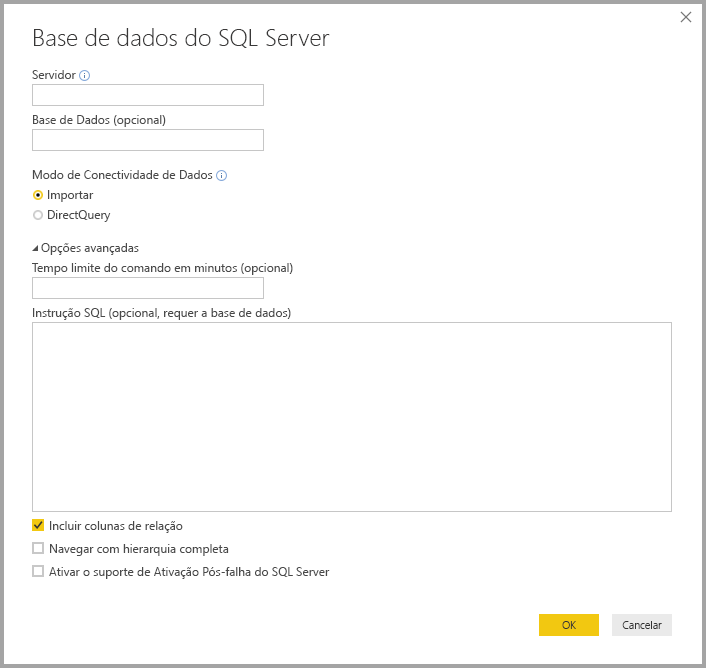 Base de dados do SQL Server
Servidor
Base de Dados (opcional)
Modo de Conectividade de Dados
Importar
DirectQuery
Opções avançadas
Tempo limite do comando em minutos (opcional)
Instrução SQL (opcional, requer a base de dados)
Incluir colunas de relação
Navegar com hierarquia completa
Ativar o suporte de Ativação Pós-falha do SQL Server
OK Cancelar